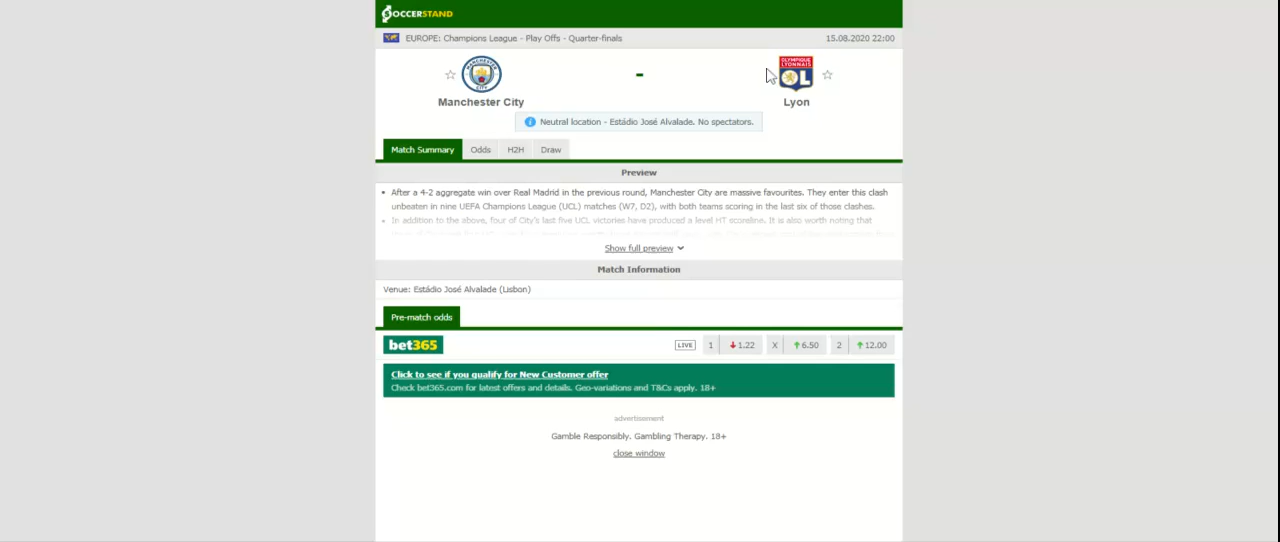 SOCCERSTAND
EUROPE: Champions League - Play Offs - Quarter-finals 15.08.2020 22:00
MANCHESTER CITY
OLYMPIQUE LYONNAIS
OL
-
Manchester City Lyon
Neutral location - Estádio José Alvalade. No spectators.
Match Summary Odds H2H Draw
Preview
• After a 4-2 aggregate win over Real Madrid in the previous round, Manchester City are massive favourites. They enter this clash
unbeaten in nine UEFA Champions League (UCL) matches (W7, D2), with both teams scoring in the last six of those clashes.
• In addition to the above, four of City's last five UCL victories have produced a level HT scoreline. It is also worth noting that
Show full preview
Match Information
Venue: Estádio José Alvalade (Lisbon)
Pre-match odds
bet365 LIVE 1 1.22 X 6.50 2 12.00
Click to see if you qualify for New Customer offer
Check bet365.com for latest offers and details. Geo-variations and T&Cs apply. 18+
advertisement
Gamble Responsibly. Gambling Therapy. 18+
close window